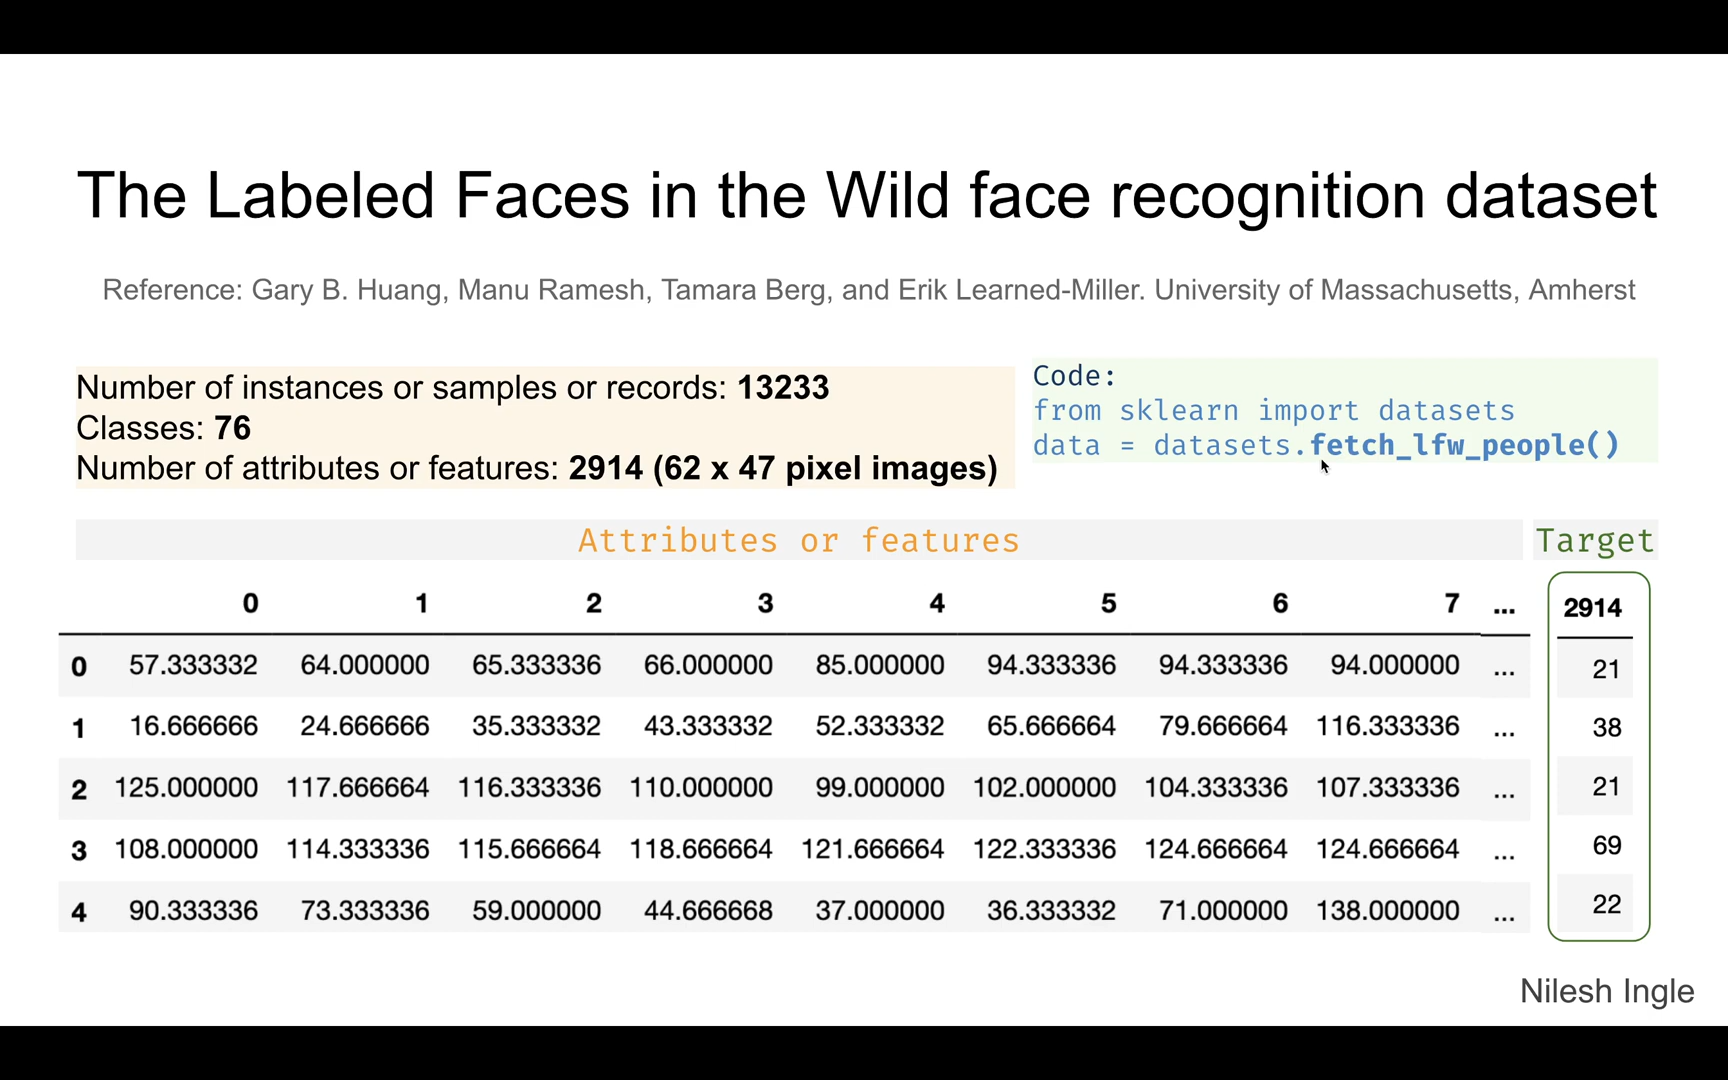 The Labeled Faces in the Wild face recognition dataset
Reference: Gary B. Huang, Manu Ramesh, Tamara Berg, and Erik Learned-Miller. University of Massachusetts, Amherst
Number of instances or samples or records: 13233
Classes: 76
Number of attributes or features: 2914 (62 x 47 pixel images)
Code:
from sklearn import datasets
data = datasets.fetch_lfw_people()
Attributes or features Target
0 1 2 3 4 5 6 7 ... 2914
0 57.333332 64.000000 65.333336 66.000000 85.000000 94.333336 94.333336 94.000000 ... 21
1 16.666666 24.666666 35.333332 43.333332 52.333332 65.666664 79.666664 116.333336 ... 38
2 125.000000 117.666664 116.333336 110.000000 99.000000 102.000000 104.333336 107.333336 ... 21
3 108.000000 114.333336 115.666664 118.666664 121.666664 122.333336 124.666664 124.666664 ... 69
4 90.333336 73.333336 59.000000 44.666668 37.000000 36.333332 71.000000 138.000000 ... 22
Nilesh Ingle